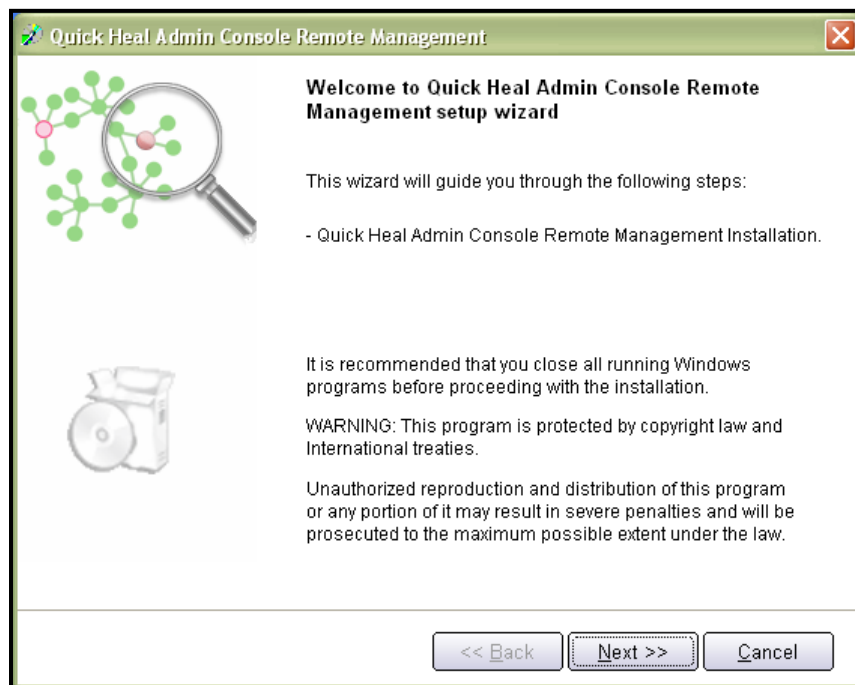 Quick Heal Admin Console Remote Management
Welcome to Quick Heal Admin Console Remote
Management setup wizard
This wizard will guide you through the following steps:
- Quick Heal Admin Console Remote Management Installation.
It is recommended that you close all running Windows
programs before proceeding with the installation.
WARNING: This program is protected by copyright law and
International treaties.
Unauthorized reproduction and distribution of this program
or any portion of it may result in severe penalties and will be
prosecuted to the maximum possible extent under the law.
<< Back Next >> Cancel